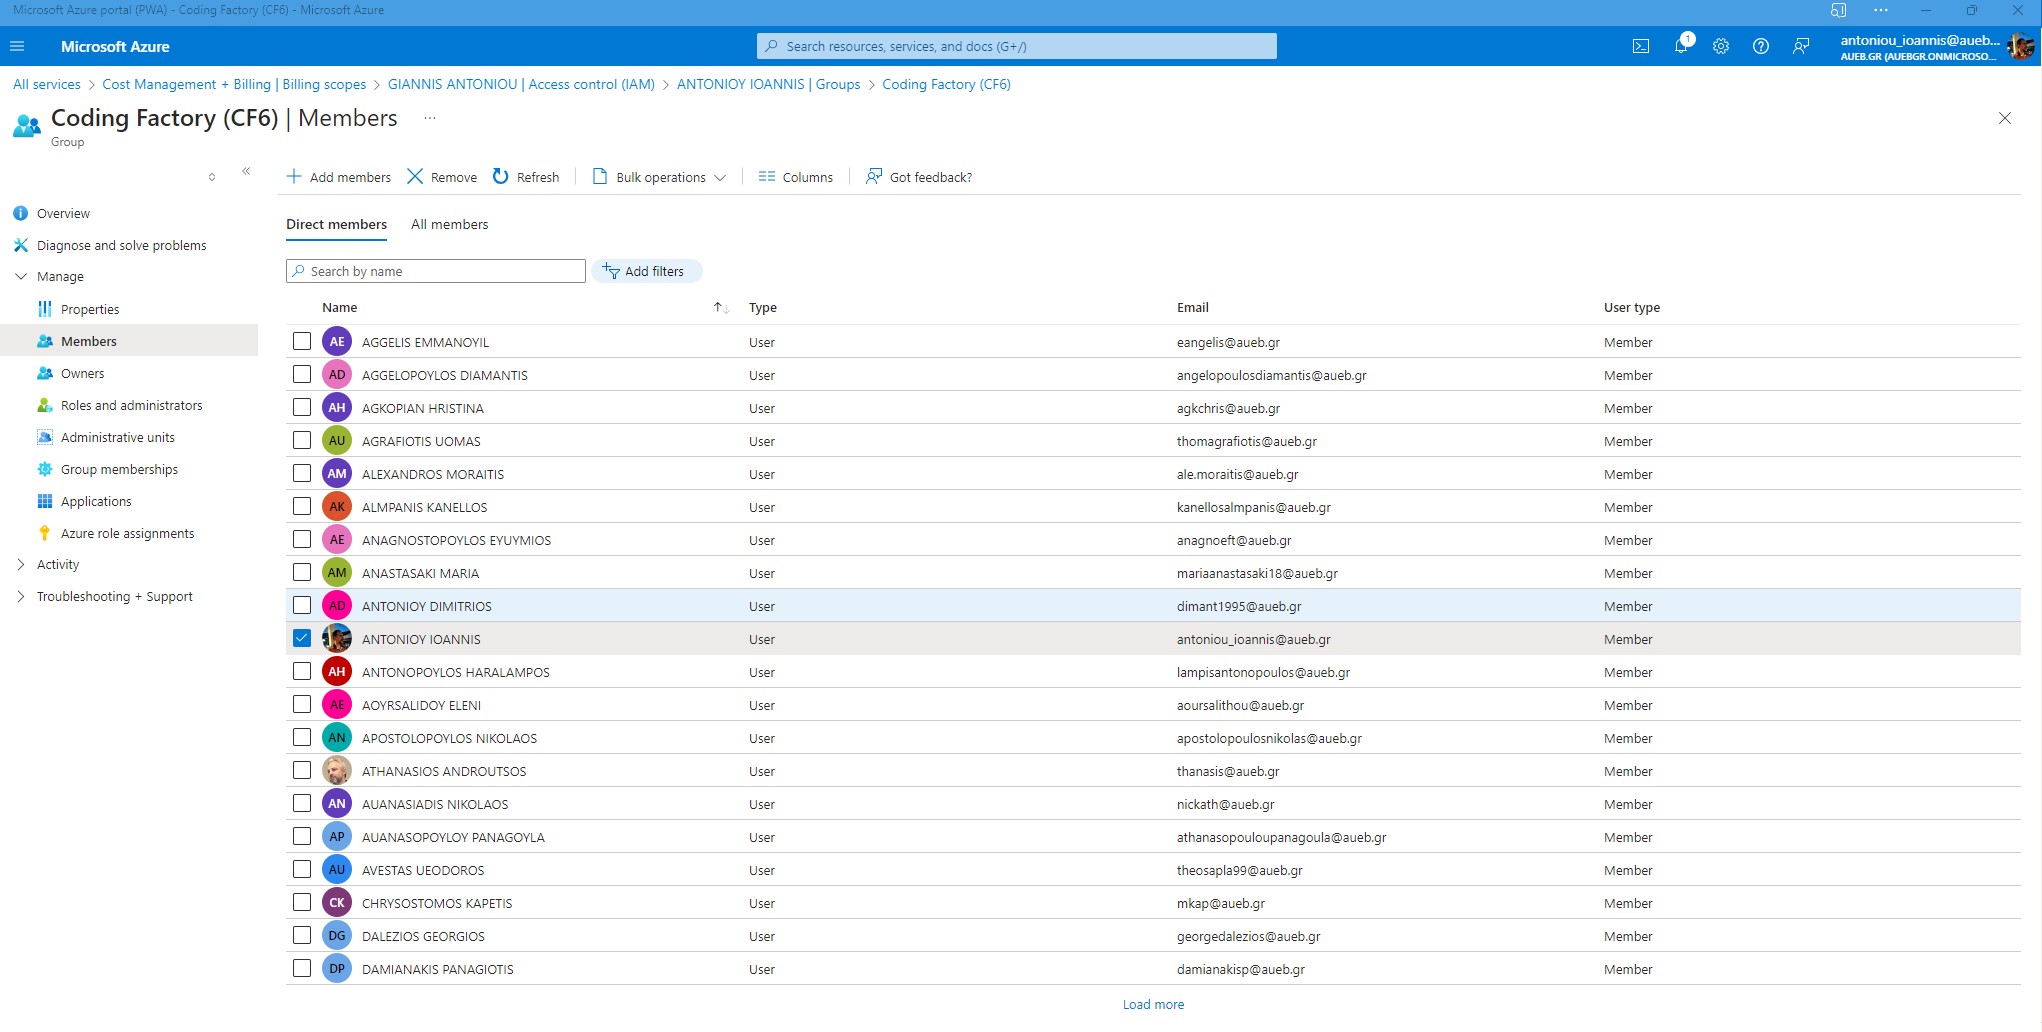 Microsoft Azure portal (PWA) - Coding Factory (CF6) - Microsoft Azure
Microsoft Azure
Search resources, services, and docs (G+/)
1
antoniou_ioannis@aueb...
AUEB.GR (AUEBGR.ONMICROSO...
All services > Cost Management + Billing | Billing scopes > GIANNIS ANTONIOU | Access control (IAM) > ANTONIOY IOANNIS | Groups > Coding Factory (CF6)
Coding Factory (CF6) | Members ...
Group
Add members Remove Refresh Bulk operations Columns Got feedback?
Overview
Diagnose and solve problems
Manage
Properties
Members
Owners
Roles and administrators
Administrative units
Group memberships
Applications
Azure role assignments
Activity
Troubleshooting + Support
Direct members All members
Search by name Add filters
Name Type Email User type
AE AGGELIS EMMANOYIL User eangelis@aueb.gr Member
AD AGGELOPOYLOS DIAMANTIS User angelopoulosdiamantis@aueb.gr Member
AH AGKOPIAN HRISTINA User agkchris@aueb.gr Member
AU AGRAFIOTIS UOMAS User thomagrafiotis@aueb.gr Member
AM ALEXANDROS MORAITIS User ale.moraitis@aueb.gr Member
AK ALMPANIS KANELLOS User kanellosalmpanis@aueb.gr Member
AE ANAGNOSTOPOYLOS EYUYMIOS User anagnoeft@aueb.gr Member
AM ANASTASAKI MARIA User mariaanastasaki18@aueb.gr Member
AD ANTONIOY DIMITRIOS User dimant1995@aueb.gr Member
ANTONIOY IOANNIS User antoniou_ioannis@aueb.gr Member
AH ANTONOPOYLOS HARALAMPOS User lampisantonopoulos@aueb.gr Member
AE AOYRSALIDOY ELENI User aoursalithou@aueb.gr Member
AN APOSTOLOPOYLOS NIKOLAOS User apostolopoulosnikolas@aueb.gr Member
ATHANASIOS ANDROUTSOS User thanasis@aueb.gr Member
AN AUANASIADIS NIKOLAOS User nickath@aueb.gr Member
AP AUANASOPOYLOY PANAGOYLA User athanasopouloupanagoula@aueb.gr Member
AU AVESTAS UEODOROS User theosapla99@aueb.gr Member
CK CHRYSOSTOMOS KAPETIS User mkap@aueb.gr Member
DG DALEZIOS GEORGIOS User georgedalezios@aueb.gr Member
DP DAMIANAKIS PANAGIOTIS User damianakisp@aueb.gr Member
Load more